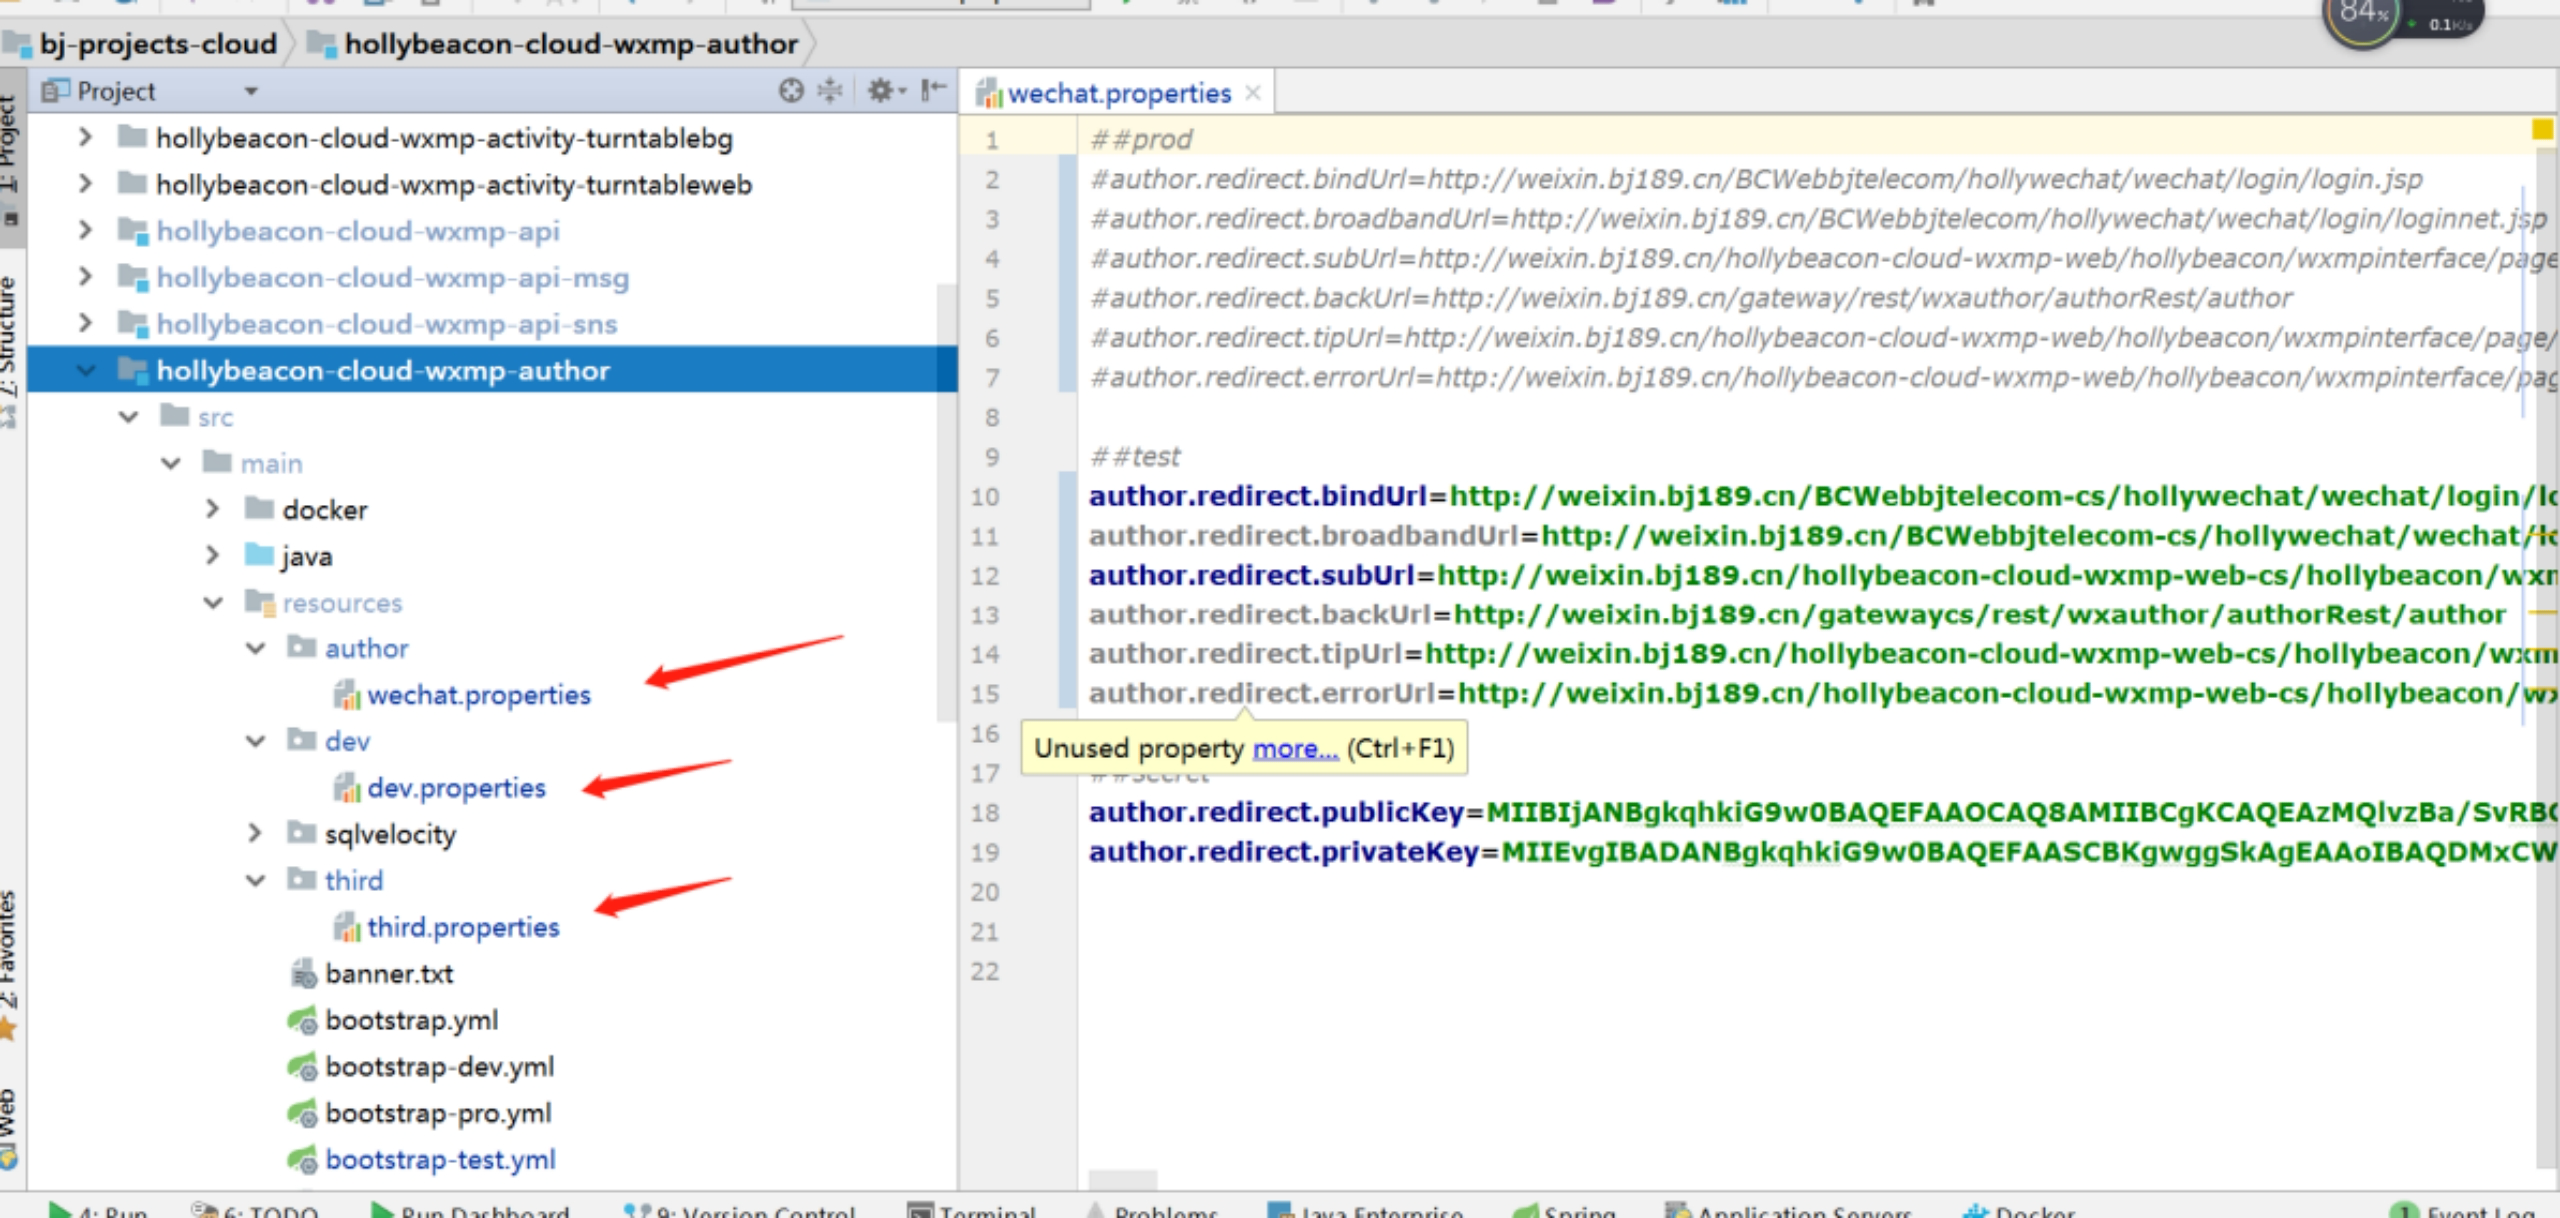 84%
0.1K/s
bj-projects-cloud
hollybeacon-cloud-wxmp-author
1: Project
Z: Structure
2: Favorites
Web
Project
hollybeacon-cloud-wxmp-activity-turntablebg
hollybeacon-cloud-wxmp-activity-turntableweb
hollybeacon-cloud-wxmp-api
hollybeacon-cloud-wxmp-api-msg
hollybeacon-cloud-wxmp-api-sns
hollybeacon-cloud-wxmp-author
src
main
docker
java
resources
author
wechat.properties
dev
dev.properties
sqlvelocity
third
third.properties
banner.txt
bootstrap.yml
bootstrap-dev.yml
bootstrap-pro.yml
bootstrap-test.yml
wechat.properties
1 ##prod
2 #author.redirect.bindUrl=http://weixin.bj189.cn/BCWebbjtelecom/hollywechat/wechat/login/login.jsp
3 #author.redirect.broadbandUrl=http://weixin.bj189.cn/BCWebbjtelecom/hollywechat/wechat/login/loginnet.jsp
4 #author.redirect.subUrl=http://weixin.bj189.cn/hollybeacon-cloud-wxmp-web/hollybeacon/wxmpinterface/page
5 #author.redirect.backUrl=http://weixin.bj189.cn/gateway/rest/wxauthor/authorRest/author
6 #author.redirect.tipUrl=http://weixin.bj189.cn/hollybeacon-cloud-wxmp-web/hollybeacon/wxmpinterface/page/
7 #author.redirect.errorUrl=http://weixin.bj189.cn/hollybeacon-cloud-wxmp-web/hollybeacon/wxmpinterface/pag
8
9 ##test
10 author.redirect.bindUrl=http://weixin.bj189.cn/BCWebbjtelecom-cs/hollywechat/wechat/login/lo
11 author.redirect.broadbandUrl=http://weixin.bj189.cn/BCWebbjtelecom-cs/hollywechat/wechat/lo
12 author.redirect.subUrl=http://weixin.bj189.cn/hollybeacon-cloud-wxmp-web-cs/hollybeacon/wxm
13 author.redirect.backUrl=http://weixin.bj189.cn/gatewaycs/rest/wxauthor/authorRest/author
14 author.redirect.tipUrl=http://weixin.bj189.cn/hollybeacon-cloud-wxmp-web-cs/hollybeacon/wxm
15 author.redirect.errorUrl=http://weixin.bj189.cn/hollybeacon-cloud-wxmp-web-cs/hollybeacon/wx
16
Unused property more... (Ctrl+F1)
17 ##secret
18 author.redirect.publicKey=MIIBIjANBgkqhkiG9w0BAQEFAAOCAQ8AMIIBCgKCAQEAzMQlvzBa/SvRBC
19 author.redirect.privateKey=MIIEvgIBADANBgkqhkiG9w0BAQEFAASCBKgwggSkAgEAAoIBAQDMxCW
20
21
22
4: Run
6: TODO
Run Dashboard
9: Version Control
Terminal
Problems
Java Enterprise
Spring
Application Servers
Docker
1 Event Log